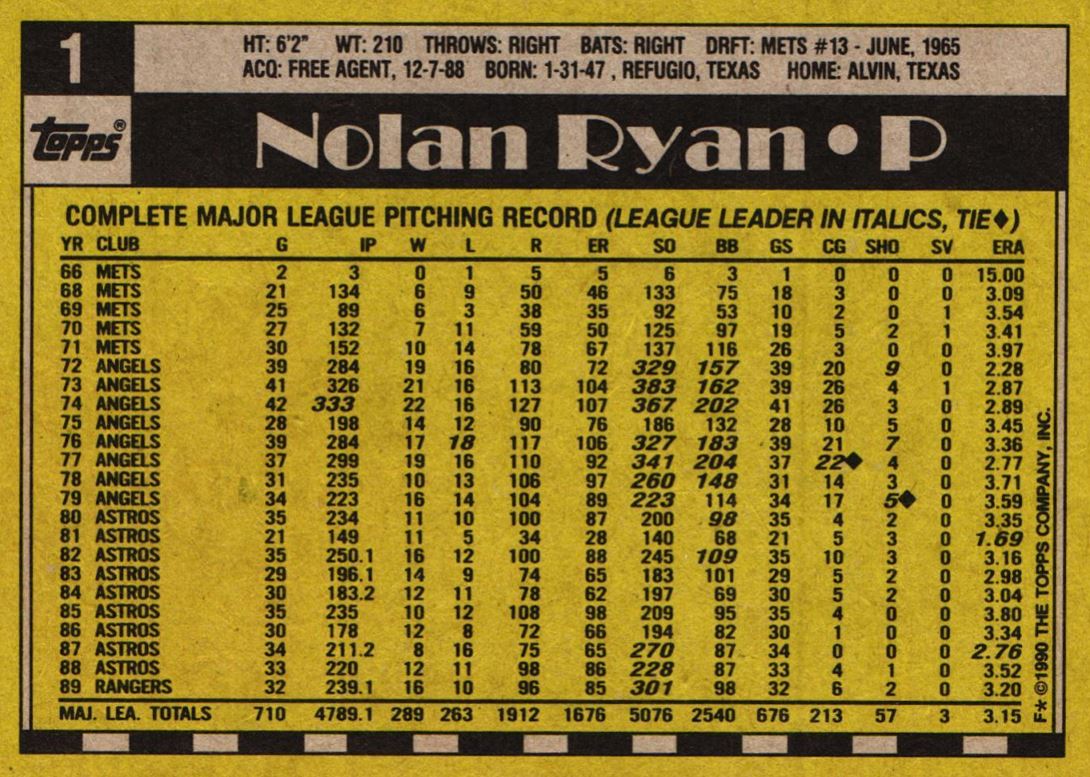 1
HT: 6'2" WT: 210 THROWS: RIGHT BATS: RIGHT DRFT: METS #13 - JUNE, 1965
ACQ: FREE AGENT, 12-7-88 BORN: 1-31-47 , REFUGIO, TEXAS HOME: ALVIN, TEXAS
topps®
Nolan Ryan • P
COMPLETE MAJOR LEAGUE PITCHING RECORD (LEAGUE LEADER IN ITALICS, TIE♦)
YR CLUB G IP W L R ER SO BB GS CG SHO SV ERA
66 METS 2 3 0 1 5 5 6 3 1 0 0 0 15.00
68 METS 21 134 6 9 50 46 133 75 18 3 0 0 3.09
69 METS 25 89 6 3 38 35 92 53 10 2 0 1 3.54
70 METS 27 132 7 11 59 50 125 97 19 5 2 1 3.41
71 METS 30 152 10 14 78 67 137 116 26 3 0 0 3.97
72 ANGELS 39 284 19 16 80 72 329 157 39 20 9 0 2.28
73 ANGELS 41 326 21 16 113 104 383 162 39 26 4 1 2.87
74 ANGELS 42 333 22 16 127 107 367 202 41 26 3 0 2.89
75 ANGELS 28 198 14 12 90 76 186 132 28 10 5 0 3.45
76 ANGELS 39 284 17 18 117 106 327 183 39 21 7 0 3.36
77 ANGELS 37 299 19 16 110 92 341 204 37 22♦ 4 0 2.77
78 ANGELS 31 235 10 13 106 97 260 148 31 14 3 0 3.71
79 ANGELS 34 223 16 14 104 89 223 114 34 17 5♦ 0 3.59
80 ASTROS 35 234 11 10 100 87 200 98 35 4 2 0 3.35
81 ASTROS 21 149 11 5 34 28 140 68 21 5 3 0 1.69
82 ASTROS 35 250.1 16 12 100 88 245 109 35 10 3 0 3.16
83 ASTROS 29 196.1 14 9 74 65 183 101 29 5 2 0 2.98
84 ASTROS 30 183.2 12 11 78 62 197 69 30 5 2 0 3.04
85 ASTROS 35 235 10 12 108 98 209 95 35 4 0 0 3.80
86 ASTROS 30 178 12 8 72 66 194 82 30 1 0 0 3.34
87 ASTROS 34 211.2 8 16 75 65 270 87 34 0 0 0 2.76
88 ASTROS 33 220 12 11 98 86 228 87 33 4 1 0 3.52
89 RANGERS 32 239.1 16 10 96 85 301 98 32 6 2 0 3.20
MAJ. LEA. TOTALS 710 4789.1 289 263 1912 1676 5076 2540 676 213 57 3 3.15
F* ©1990 THE TOPPS COMPANY, INC.